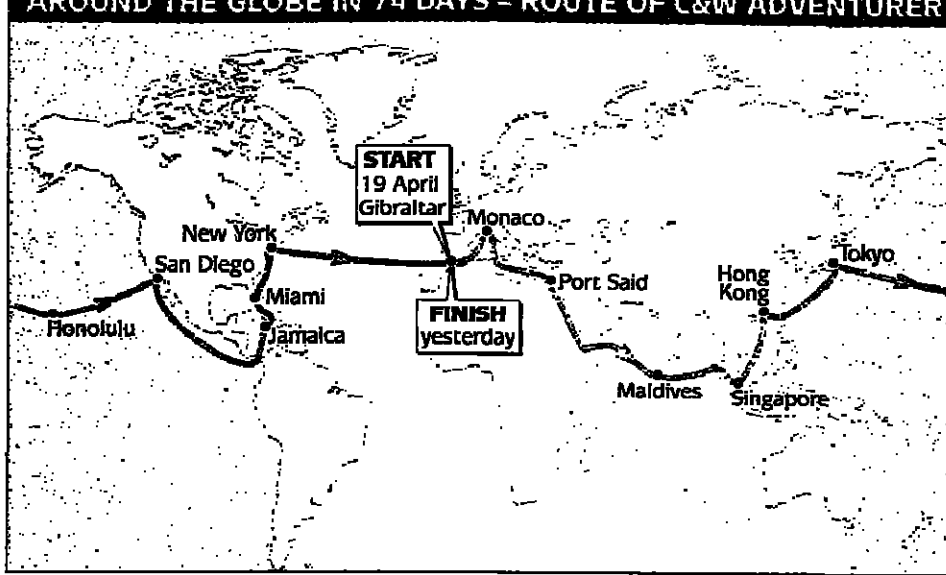 AROUND THE GLOBE IN 74 DAYS – ROUTE OF C&W ADVENTURER
START
19 April
Gibraltar
Monaco
New York
San Diego
Tokyo
Hong
Kong
Port Said
Miami
Honolulu
Jamaica
FINISH
yesterday
Maldives
Singapore